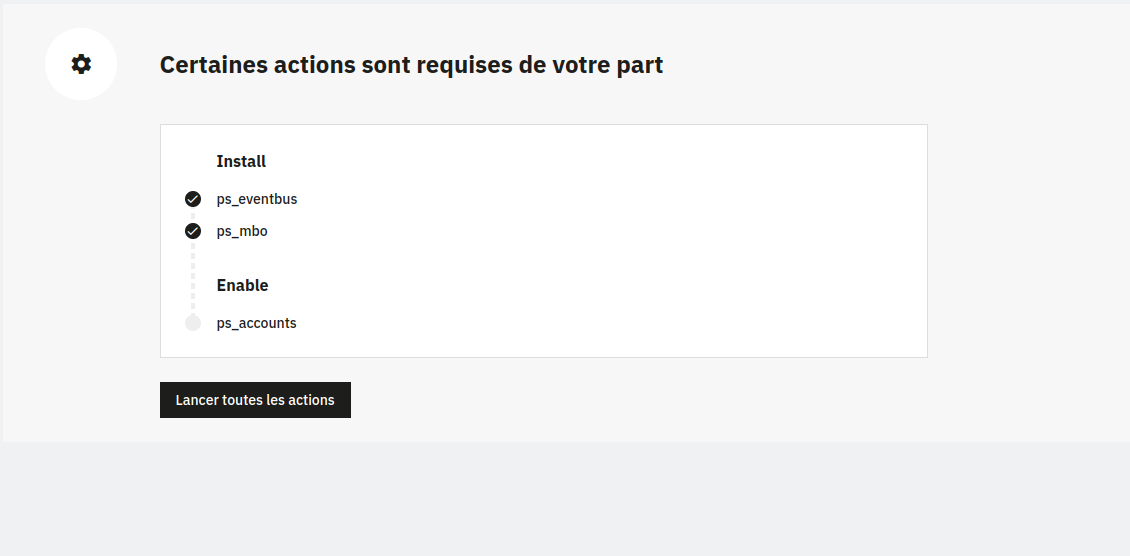 Certaines actions sont requises de votre part
Install
ps_eventbus
ps_mbo
Enable
ps_accounts
Lancer toutes les actions